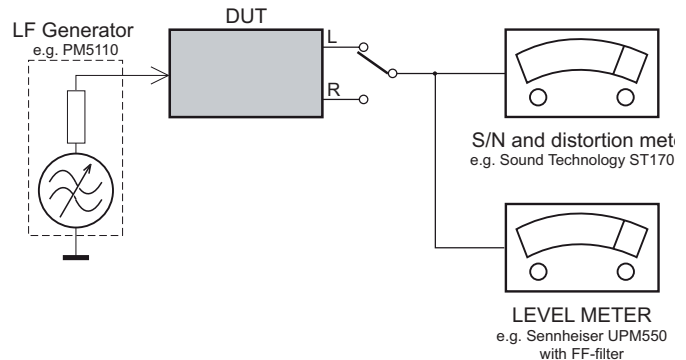 LF Generator
e.g. PM5110
DUT
L
R
S/N and distortion mete
e.g. Sound Technology ST170
LEVEL METER
e.g. Sennheiser UPM550
with FF-filter